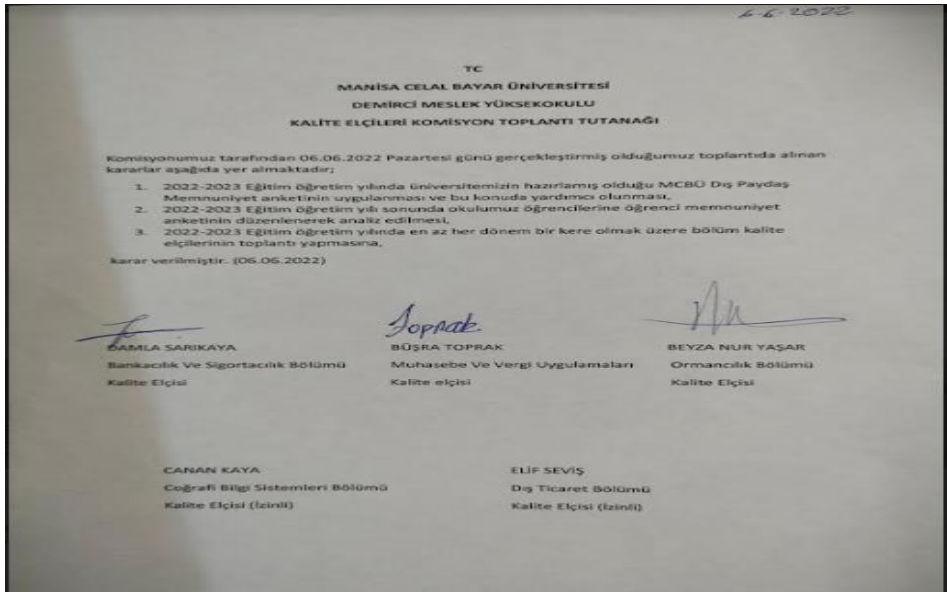 6-6-2022
TC
MANİSA CELAL BAYAR ÜNİVERSİTESİ
DEMİRCİ MESLEK YÜKSEKOKULU
KALİTE ELÇİLERİ KOMİSYON TOPLANTI TUTANAĞI
Komisyonumuz tarafından 06.06.2022 Pazartesi günü gerçekleştirmiş olduğumuz toplantıda alınan
kararlar aşağıda yer almaktadır;
1. 2022-2023 Eğitim öğretim yılında üniversitemizin hazırlamış olduğu MCBÜ Dış Paydaş
Memnuniyet anketinin uygulanması ve bu konuda yardımcı olunması,
2. 2022-2023 Eğitim öğretim yılı sonunda okulumuz öğrencilerine öğrenci memnuniyet
anketinin düzenlenerek analiz edilmesi,
3. 2022-2023 Eğitim öğretim yılında en az her dönem bir kere olmak üzere bölüm kalite
elçilerinin toplantı yapmasına,
karar verilmiştir. (06.06.2022)
Toprak
DAMLA SARIKAYA BÜŞRA TOPRAK BEYZA NUR YAŞAR
Bankacılık Ve Sigortacılık Bölümü Muhasebe Ve Vergi Uygulamaları Ormancılık Bölümü
Kalite Elçisi Kalite elçisi Kalite Elçisi
CANAN KAYA ELİF SEVİŞ
Coğrafi Bilgi Sistemleri Bölümü Dış Ticaret Bölümü
Kalite Elçisi (İzinli) Kalite Elçisi (İzinli)